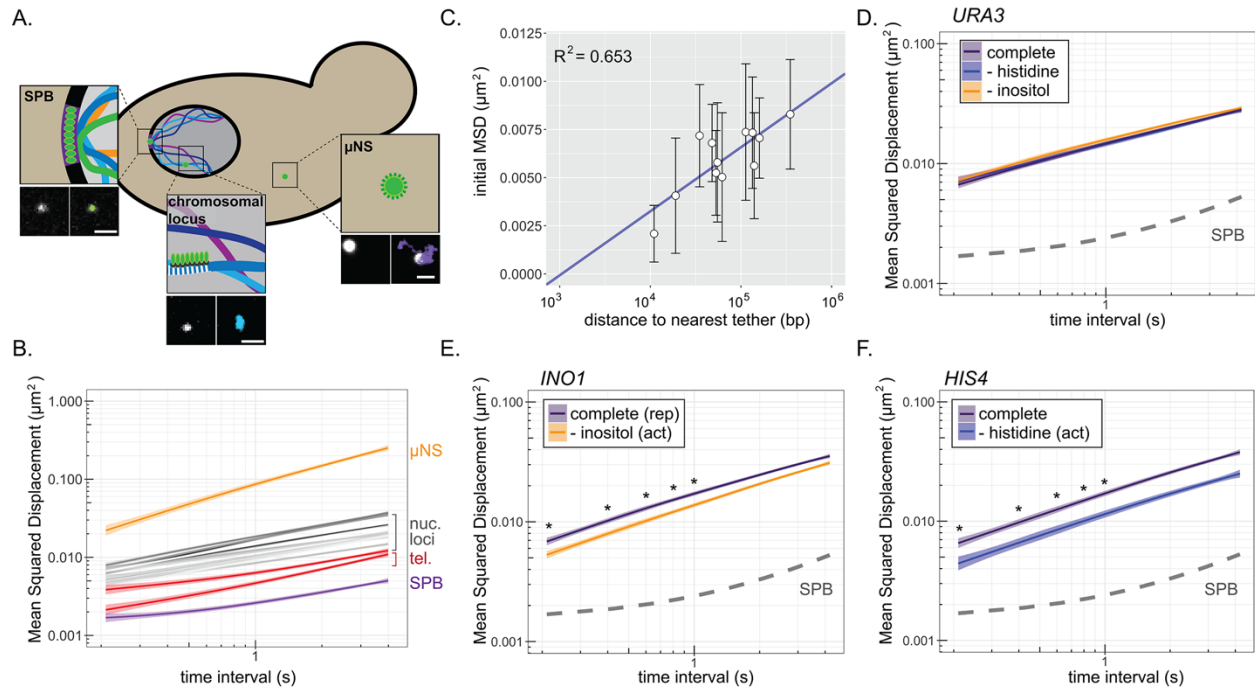 A.
SPB
chromosomal
locus
µNS
B.
Mean Squared Displacement (µm²)
1.000
0.100
0.010
0.001
µNS
nuc.
loci
tel.
SPB
1
time interval (s)
C.
initial MSD (µm²)
0.0125
0.0100
0.0075
0.0050
0.0025
0.0000
R² = 0.653
10³
10⁴
10⁵
10⁶
distance to nearest tether (bp)
D.
URA3
Mean Squared Displacement (µm²)
0.100
0.010
0.001
complete
- histidine
- inositol
SPB
1
time interval (s)
E.
INO1
Mean Squared Displacement (µm²)
0.100
0.010
0.001
complete (rep)
- inositol (act)
* * * * *
SPB
1
time interval (s)
F.
HIS4
Mean Squared Displacement (µm²)
0.100
0.010
0.001
complete
- histidine (act)
* * * * *
SPB
1
time interval (s)